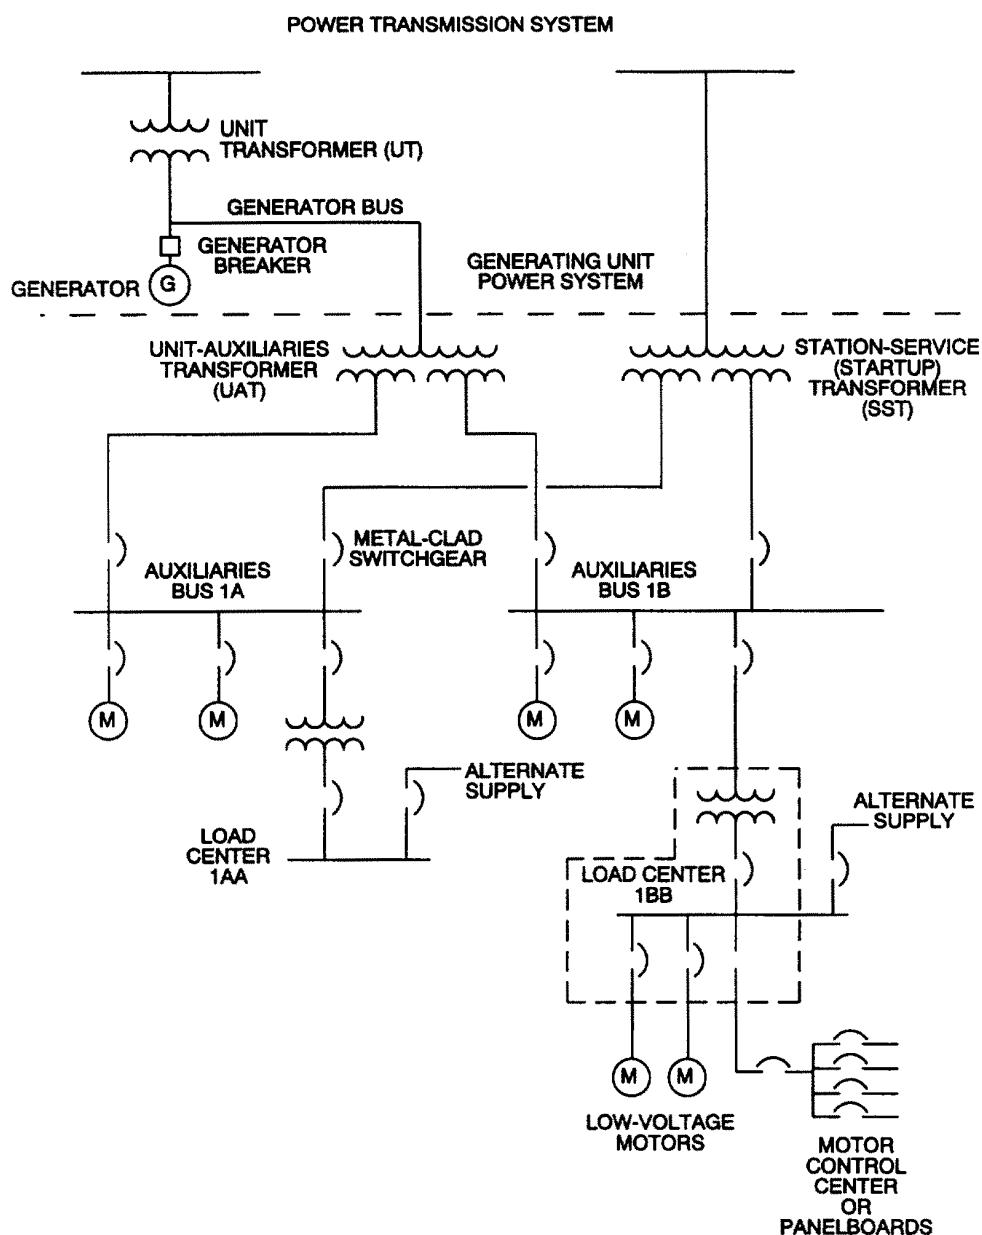 POWER TRANSMISSION SYSTEM
UNIT
TRANSFORMER (UT)
GENERATOR BUS
GENERATOR
BREAKER
GENERATOR
G
GENERATING UNIT
POWER SYSTEM
UNIT-AUXILIARIES
TRANSFORMER
(UAT)
STATION-SERVICE
(STARTUP)
TRANSFORMER
(SST)
METAL-CLAD
SWITCHGEAR
AUXILIARIES
BUS 1A
AUXILIARIES
BUS 1B
M
M
M
M
ALTERNATE
SUPPLY
LOAD
CENTER
1AA
ALTERNATE
SUPPLY
LOAD CENTER
1BB
M
M
LOW-VOLTAGE
MOTORS
MOTOR
CONTROL
CENTER
OR
PANELBOARDS